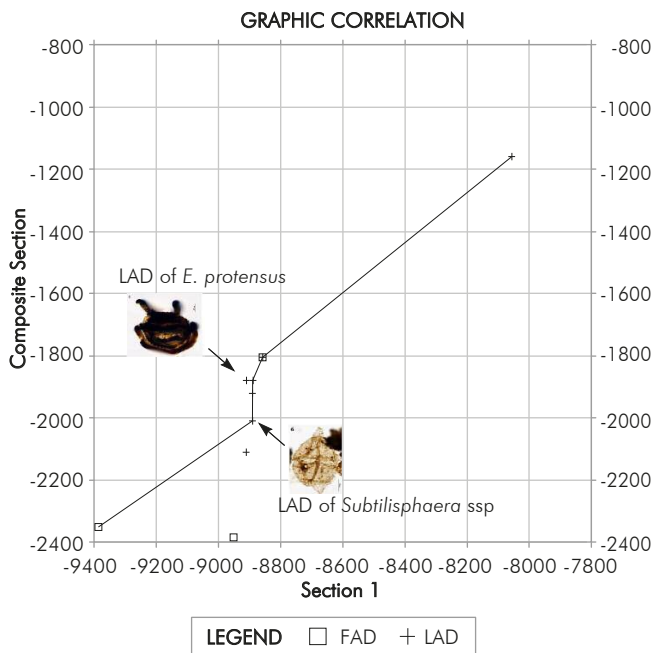 GRAPHIC CORRELATION
-800 -800
-1000 -1000
-1200 -1200
-1400 -1400
-1600 -1600
-1800 -1800
-2000 -2000
-2200 -2200
-2400 -2400
Composite Section
LAD of E. protensus
LAD of Subtilisphaera ssp
-9400 -9200 -9000 -8800 -8600 -8400 -8200 -8000 -7800
Section 1
LEGEND FAD LAD